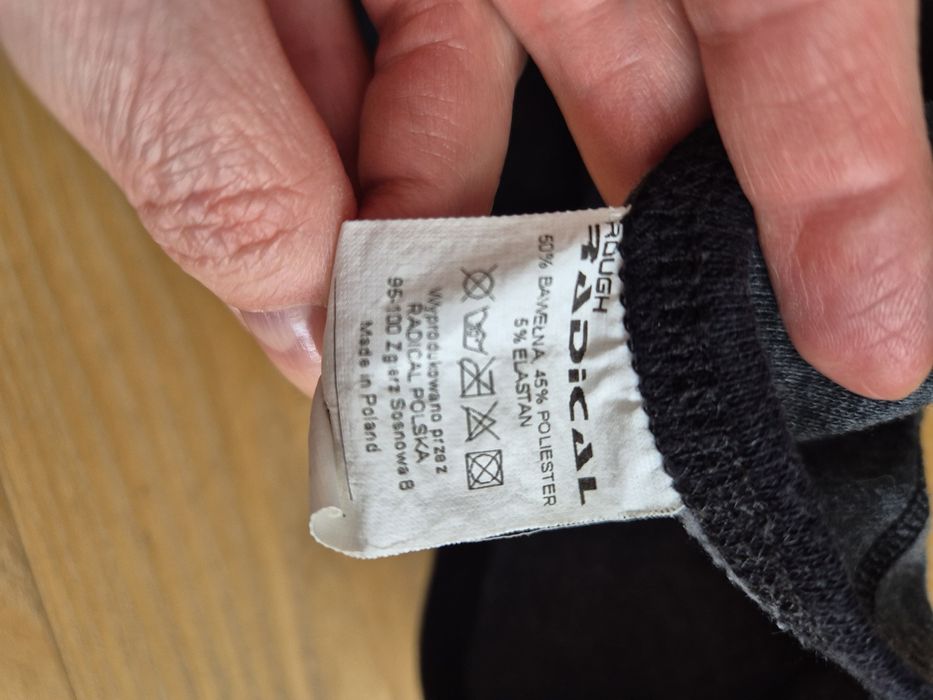 ROUGH
RADICAL
50% BAWEŁNA 45% POLIESTER
5% ELASTAN
Wyprodukowano przez
RADICAL POLSKA
95-100 Zgierz Sosnowa 8
Made in Poland